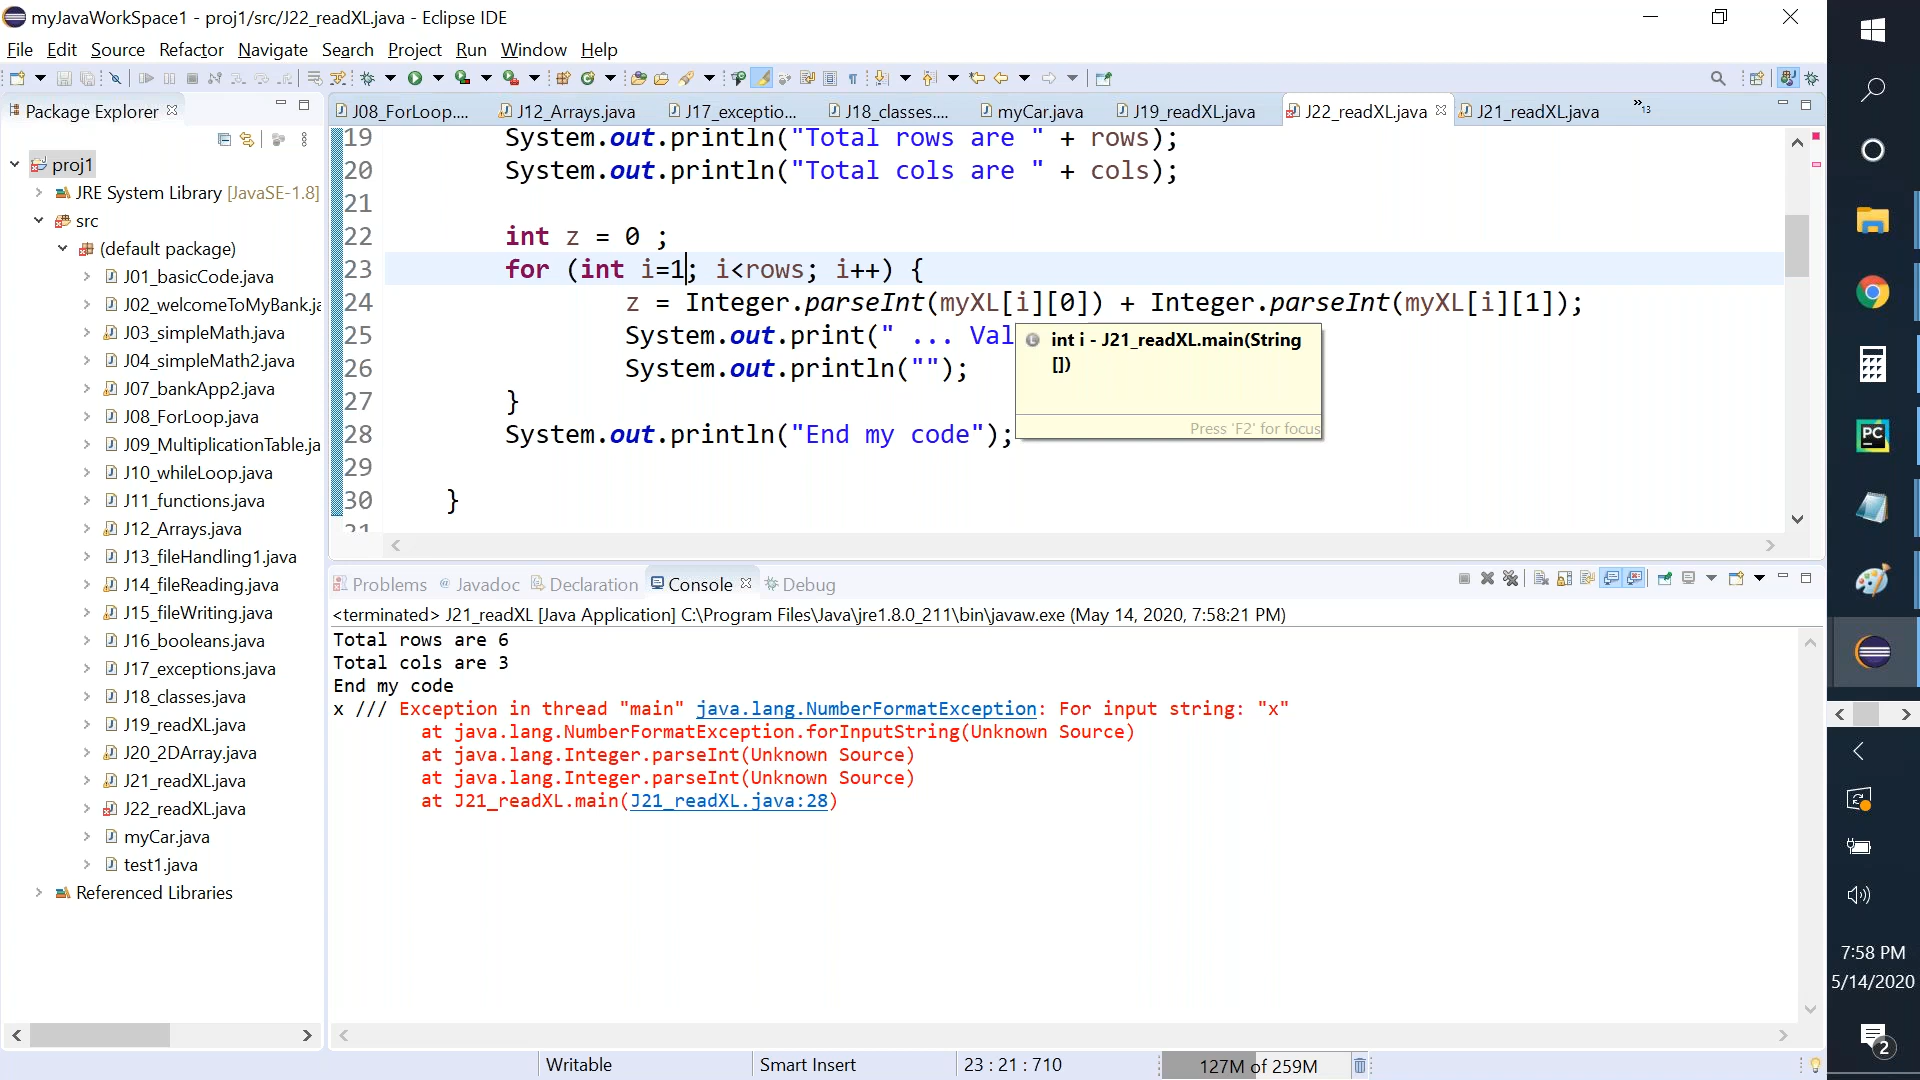 myJavaWorkSpace1 - proj1/src/J22_readXL.java - Eclipse IDE
File Edit Source Refactor Navigate Search Project Run Window Help
Package Explorer
J08_ForLoop.... J12_Arrays.java J17_exceptio... J18_classes.... myCar.java J19_readXL.java J22_readXL.java J21_readXL.java »13
proj1
JRE System Library [JavaSE-1.8]
src
(default package)
J01_basicCode.java
J02_welcomeToMyBank.ja
J03_simpleMath.java
J04_simpleMath2.java
J07_bankApp2.java
J08_ForLoop.java
J09_MultiplicationTable.ja
J10_whileLoop.java
J11_functions.java
J12_Arrays.java
J13_fileHandling1.java
J14_fileReading.java
J15_fileWriting.java
J16_booleans.java
J17_exceptions.java
J18_classes.java
J19_readXL.java
J20_2DArray.java
J21_readXL.java
J22_readXL.java
myCar.java
test1.java
Referenced Libraries
19 System.out.println("Total rows are " + rows);
20 System.out.println("Total cols are " + cols);
21
22 int z = 0 ;
23 for (int i=1; i<rows; i++) {
24 z = Integer.parseInt(myXL[i][0]) + Integer.parseInt(myXL[i][1]);
25 System.out.print(" ... Val
26 System.out.println("");
27 }
28 System.out.println("End my code");
29
30 }
31
int i - J21_readXL.main(String
[])
Press 'F2' for focus
Problems Javadoc Declaration Console Debug
<terminated> J21_readXL [Java Application] C:\Program Files\Java\jre1.8.0_211\bin\javaw.exe (May 14, 2020, 7:58:21 PM)
Total rows are 6
Total cols are 3
End my code
x /// Exception in thread "main" java.lang.NumberFormatException: For input string: "x"
at java.lang.NumberFormatException.forInputString(Unknown Source)
at java.lang.Integer.parseInt(Unknown Source)
at java.lang.Integer.parseInt(Unknown Source)
at J21_readXL.main(J21_readXL.java:28)
Writable Smart Insert 23 : 21 : 710 127M of 259M
PC
7:58 PM
5/14/2020
2